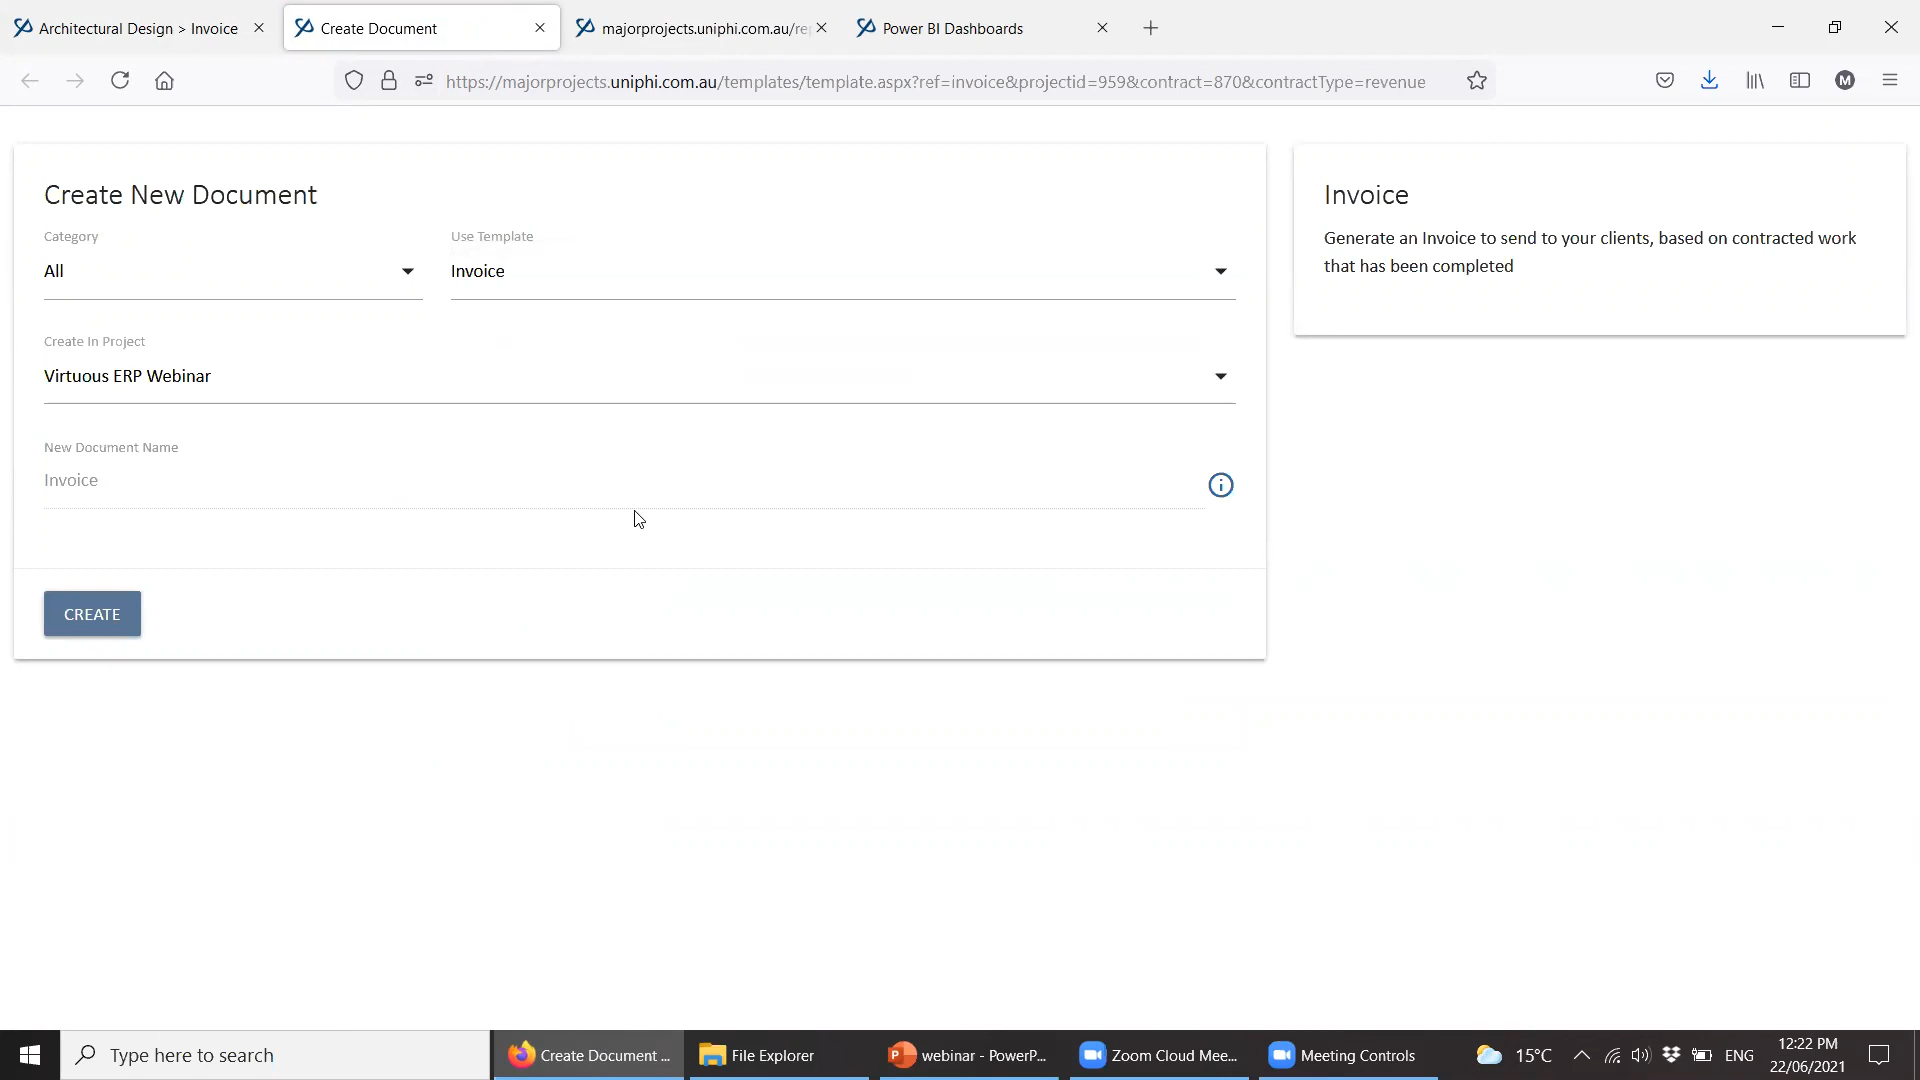 Architectural Design > Invoice
Create Document
majorprojects.uniphi.com.au/re
Power BI Dashboards
https://majorprojects.uniphi.com.au/templates/template.aspx?ref=invoice&projectid=959&contract=870&contractType=revenue
M
Create New Document
Category
Use Template
All
Invoice
Create In Project
Virtuous ERP Webinar
New Document Name
Invoice
CREATE
Invoice
Generate an Invoice to send to your clients, based on contracted work
that has been completed
Type here to search
Create Document ...
File Explorer
webinar - PowerP...
Zoom Cloud Mee...
Meeting Controls
15°C
ENG
12:22 PM
22/06/2021